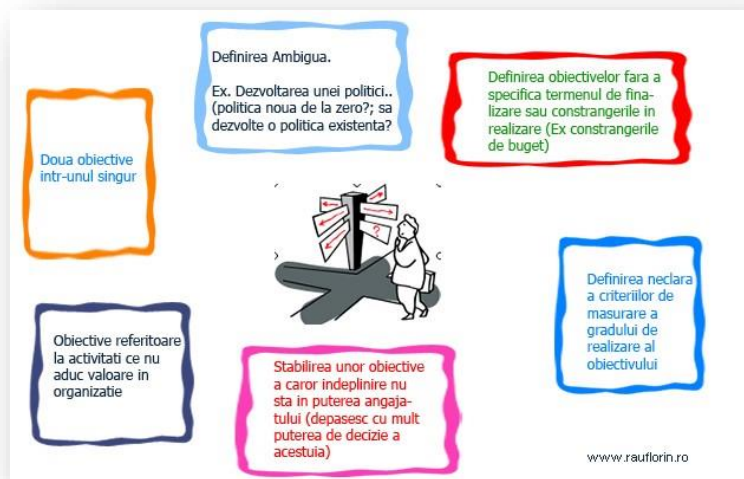 Definirea Ambigua.
Ex. Dezvoltarea unei politici..
(politica noua de la zero?; sa
dezvolte o politica existenta?
Definirea obiectivelor fara a
specifica termenul de fina-
lizare sau constrangerile in
realizare (Ex constrangerile
de buget)
Doua obiective
intr-unul singur
?
Definirea neclara
a criteriilor de
masurare a
gradului de
realizare al
obiectivului
Obiective referitoare
la activitati ce nu
aduc valoare in
organizatie
Stabilirea unor obiective
a caror indeplinire nu
sta in puterea angaja-
tului (depasesc cu mult
puterea de decizie a
acestuia)
www.rauflorin.ro